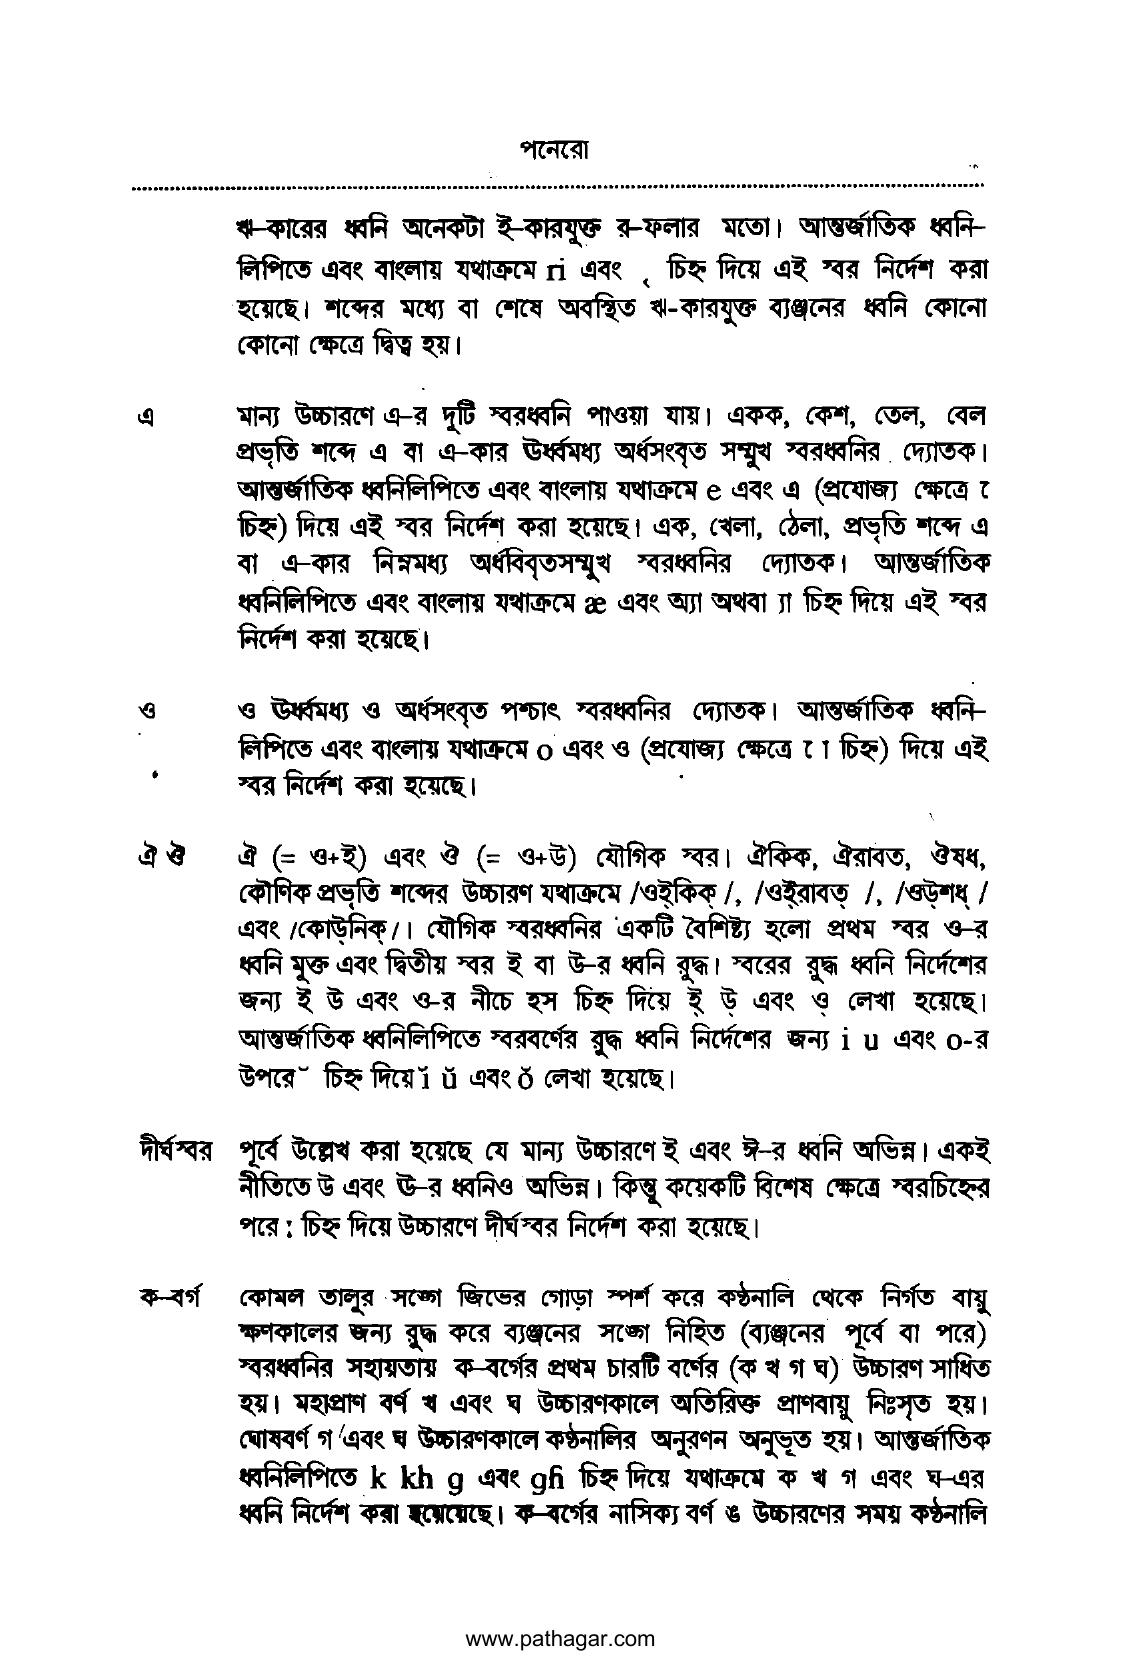 পনেরো
ঋ-কারের ধ্বনি অনেকটা ই-কারযুক্ত র-ফলার মতো। আন্তর্জাতিক ধ্বনি-
লিপিতে এবং বাংলায় যথাক্রমে ri এবং ৃ চিহ্ন দিয়ে এই স্বর নির্দেশ করা
হয়েছে। শব্দের মধ্যে বা শেষে অবস্থিত ঋ-কারযুক্ত ব্যঞ্জনের ধ্বনি কোনো
কোনো ক্ষেত্রে দ্বিত্ব হয়।
এ মান্য উচ্চারণে এ-র দুটি স্বরধ্বনি পাওয়া যায়। একক, কেশ, তেল, বেল
প্রভৃতি শব্দে এ বা এ-কার ঊর্ধ্বমধ্য অর্ধসংবৃত সম্মুখ স্বরধ্বনির দ্যোতক।
আন্তর্জাতিক ধ্বনিলিপিতে এবং বাংলায় যথাক্রমে e এবং এ (প্রযোজ্য ক্ষেত্রে ে
চিহ্ন) দিয়ে এই স্বর নির্দেশ করা হয়েছে। এক, খেলা, ঠেলা, প্রভৃতি শব্দে এ
বা এ-কার নিম্নমধ্য অর্ধবিবৃতসম্মুখ স্বরধ্বনির দ্যোতক। আন্তর্জাতিক
ধ্বনিলিপিতে এবং বাংলায় যথাক্রমে æ এবং অ্যা অথবা ্যা চিহ্ন দিয়ে এই স্বর
নির্দেশ করা হয়েছে।
ও ও ঊর্ধ্বমধ্য ও অর্ধসংবৃত পশ্চাৎ স্বরধ্বনির দ্যোতক। আন্তর্জাতিক ধ্বনি-
লিপিতে এবং বাংলায় যথাক্রমে o এবং ও (প্রযোজ্য ক্ষেত্রে ে া চিহ্ন) দিয়ে এই
স্বর নির্দেশ করা হয়েছে।
ঐ ঔ ঐ (= ও+ই) এবং ঔ (= ও+উ) যৌগিক স্বর। ঐকিক, ঐরাবত, ঔষধ,
কৌণিক প্রভৃতি শব্দের উচ্চারণ যথাক্রমে /ওই্‌কিক্ /, /ওই্‌রাবত্ /, /ওউ্‌শধ্ /
এবং /কোউ্‌নিক্/। যৌগিক স্বরধ্বনির একটি বৈশিষ্ট্য হলো প্রথম স্বর ও-র
ধ্বনি মুক্ত এবং দ্বিতীয় স্বর ই বা উ-র ধ্বনি রুদ্ধ। স্বরের রুদ্ধ ধ্বনি নির্দেশের
জন্য ই উ এবং ও-র নীচে হস চিহ্ন দিয়ে ই্ উ্ এবং ও্ লেখা হয়েছে।
আন্তর্জাতিক ধ্বনিলিপিতে স্বরবর্ণের রুদ্ধ ধ্বনি নির্দেশের জন্য i u এবং o-র
উপরে ˘ চিহ্ন দিয়ে ĭ ŭ এবং ŏ লেখা হয়েছে।
দীর্ঘস্বর পূর্বে উল্লেখ করা হয়েছে যে মান্য উচ্চারণে ই এবং ঈ-র ধ্বনি অভিন্ন। একই
নীতিতে উ এবং ঊ-র ধ্বনিও অভিন্ন। কিন্তু কয়েকটি বিশেষ ক্ষেত্রে স্বরচিহ্নের
পরে : চিহ্ন দিয়ে উচ্চারণে দীর্ঘস্বর নির্দেশ করা হয়েছে।
ক-বর্গ কোমল তালুর সঙ্গে জিভের গোড়া স্পর্শ করে কণ্ঠনালি থেকে নির্গত বায়ু
ক্ষণকালের জন্য রুদ্ধ করে ব্যঞ্জনের সঙ্গে নিহিত (ব্যঞ্জনের পূর্বে বা পরে)
স্বরধ্বনির সহায়তায় ক-বর্গের প্রথম চারটি বর্ণের (ক খ গ ঘ) উচ্চারণ সাধিত
হয়। মহাপ্রাণ বর্ণ খ এবং ঘ উচ্চারণকালে অতিরিক্ত প্রাণবায়ু নিঃসৃত হয়।
ঘোষবর্ণ গ এবং ঘ উচ্চারণকালে কণ্ঠনালির অনুরণন অনুভূত হয়। আন্তর্জাতিক
ধ্বনিলিপিতে k kh g এবং gɦ চিহ্ন দিয়ে যথাক্রমে ক খ গ এবং ঘ-এর
ধ্বনি নির্দেশ করা হয়েছে। ক-বর্গের নাসিক্য বর্ণ ঙ উচ্চারণের সময় কণ্ঠনালি
www.pathagar.com